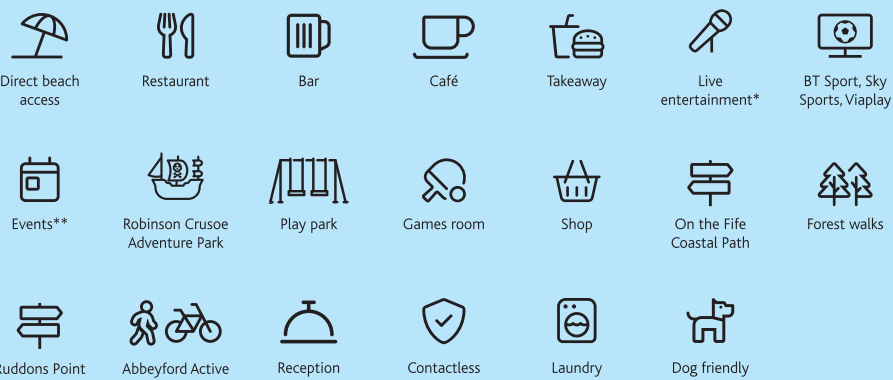 Direct beach
access
Restaurant
Bar
Café
Takeaway
Live
entertainment*
BT Sport, Sky
Sports, Viaplay
Events**
Robinson Crusoe
Adventure Park
Play park
Games room
Shop
On the Fife
Coastal Path
Forest walks
Ruddons Point
Abbeyford Active
Reception
Contactless
Laundry
Dog friendly